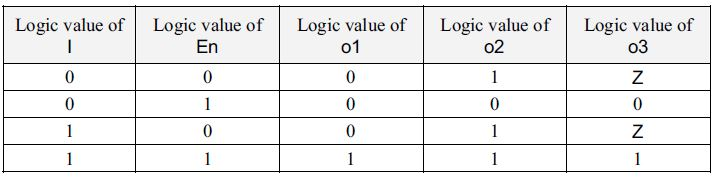 Logic value of I Logic value of En Logic value of o1 Logic value of o2 Logic value of o3
0 0 0 1 Z
0 1 0 0 0
1 0 0 1 Z
1 1 1 1 1